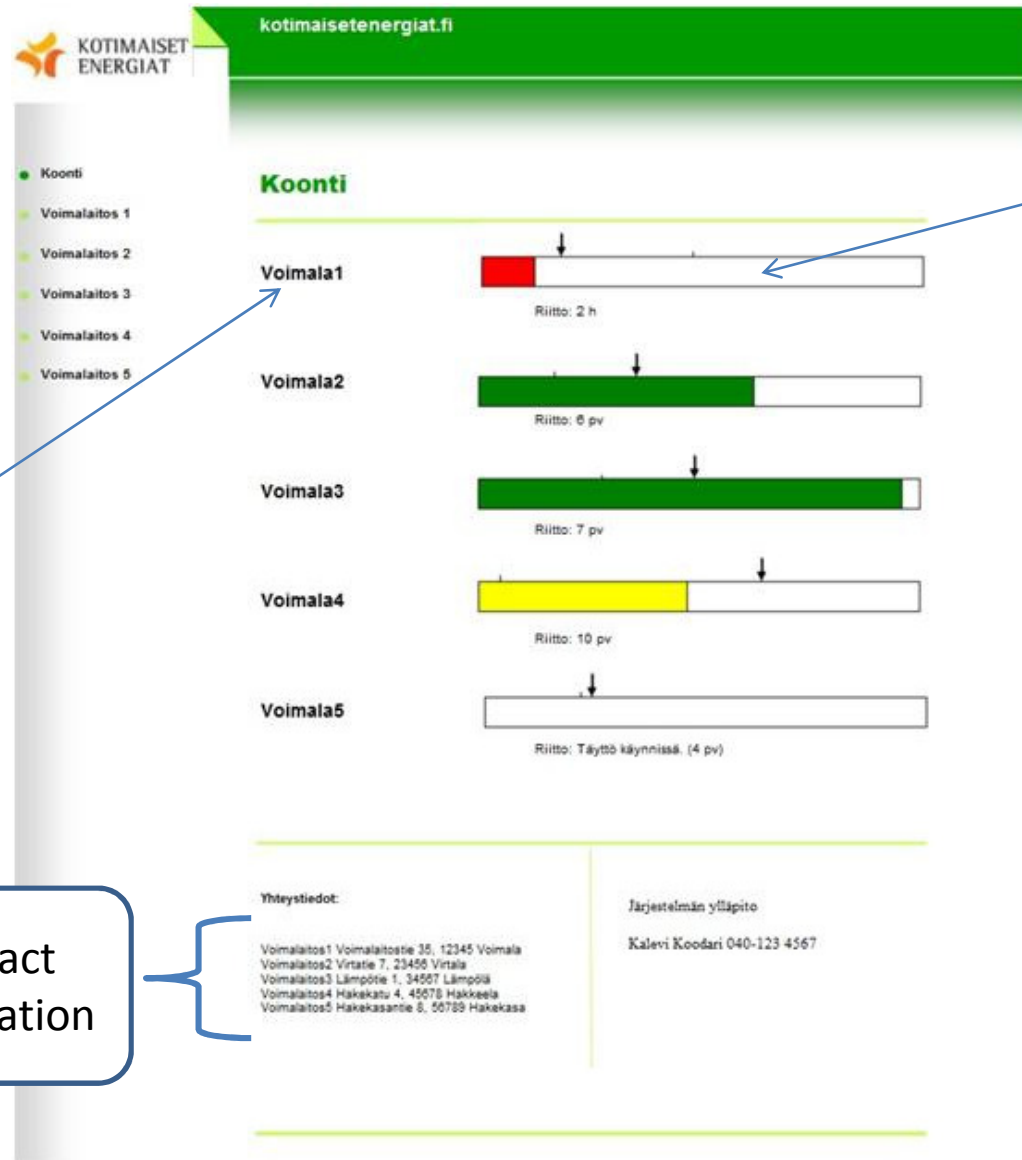 KOTIMAISET
ENERGIAT
kotimaisetenergiat.fi
Koonti
Voimalaitos 1
Voimalaitos 2
Voimalaitos 3
Voimalaitos 4
Voimalaitos 5
Koonti
Voimala1
Riitto: 2 h
Voimala2
Riitto: 6 pv
Voimala3
Riitto: 7 pv
Voimala4
Riitto: 10 pv
Voimala5
Riitto: Täyttö käynnissä. (4 pv)
act
ation
Yhteystiedot:
Voimalaitos1 Voimalaitostie 35, 12345 Voimala
Voimalaitos2 Virtatie 7, 23456 Virtala
Voimalaitos3 Lämpötie 1, 34567 Lämpölä
Voimalaitos4 Hakekatu 4, 45678 Hakkeela
Voimalaitos5 Hakekasantie 8, 56789 Hakekasa
Järjestelmän ylläpito
Kalevi Koodari 040-123 4567